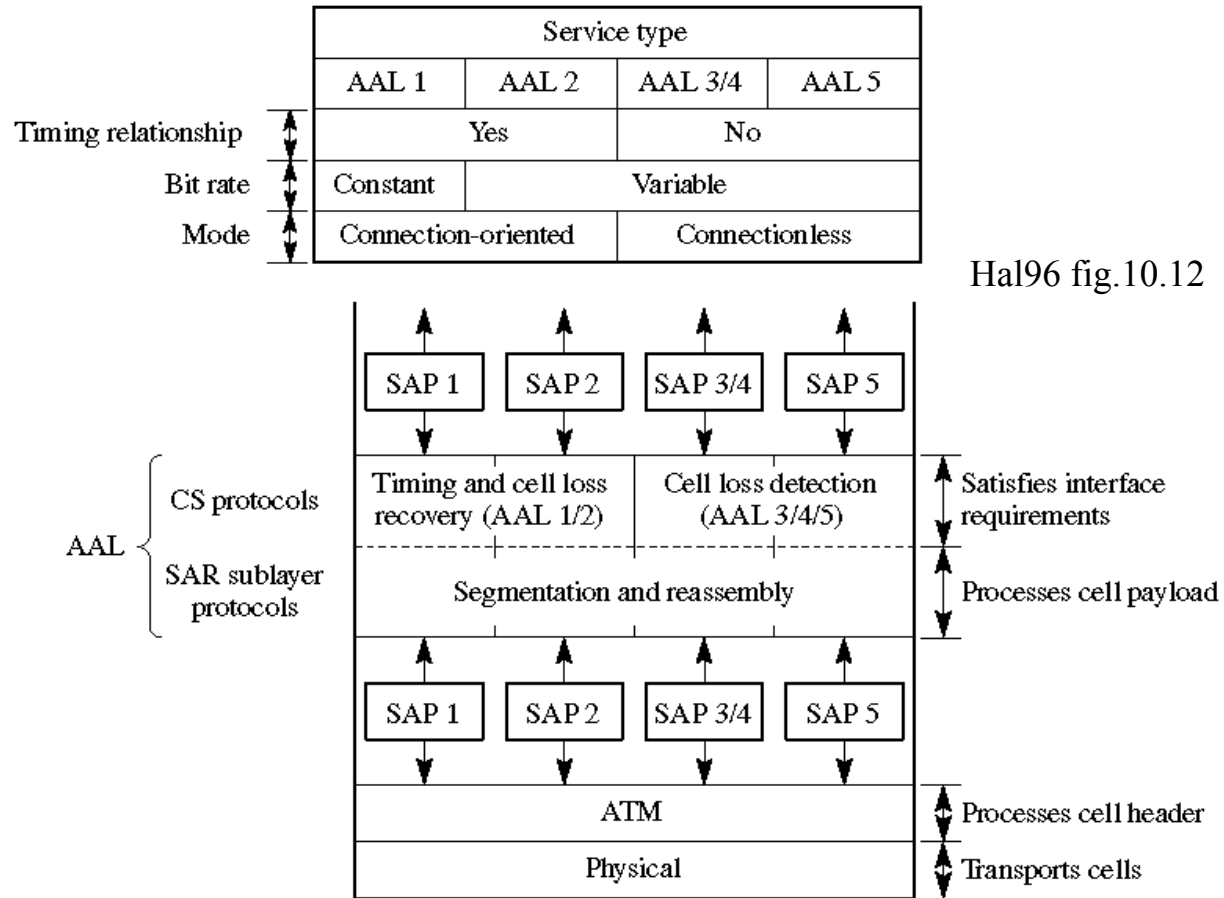 Service type
AAL 1 AAL 2 AAL 3/4 AAL 5
Timing relationship Yes No
Bit rate Constant Variable
Mode Connection-oriented Connectionless
Hal96 fig.10.12
SAP 1 SAP 2 SAP 3/4 SAP 5
AAL
CS protocols
Timing and cell loss
recovery (AAL 1/2)
Cell loss detection
(AAL 3/4/5)
Satisfies interface
requirements
SAR sublayer
protocols
Segmentation and reassembly
Processes cell payload
SAP 1 SAP 2 SAP 3/4 SAP 5
ATM
Processes cell header
Physical
Transports cells